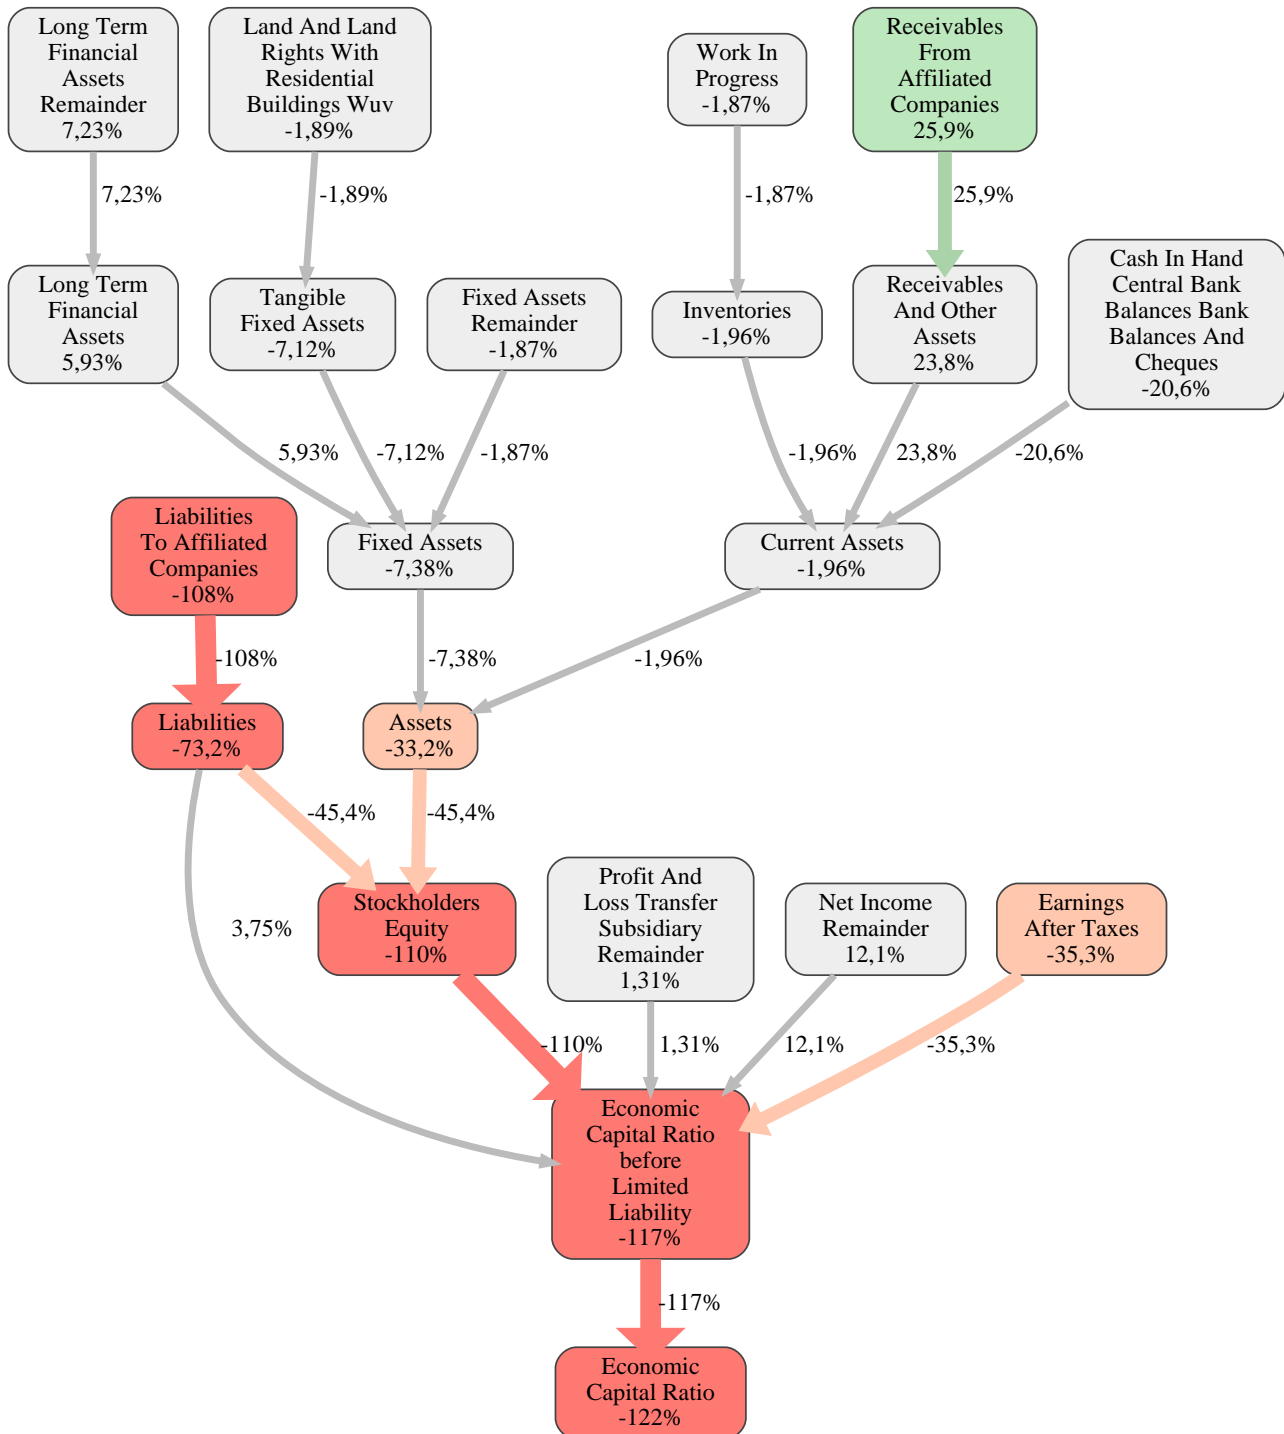 Long Term
Financial
Assets
Remainder
7,23%
Land And Land
Rights With
Residential
Buildings Wuv
-1,89%
Work In
Progress
-1,87%
Receivables
From
Affiliated
Companies
25,9%
7,23%
-1,89%
-1,87%
25,9%
Long Term
Financial
Assets
5,93%
Tangible
Fixed Assets
-7,12%
Fixed Assets
Remainder
-1,87%
Inventories
-1,96%
Receivables
And Other
Assets
23,8%
Cash In Hand
Central Bank
Balances Bank
Balances And
Cheques
-20,6%
5,93%
-7,12%
-1,87%
-1,96%
23,8%
-20,6%
Liabilities
To Affiliated
Companies
-108%
Fixed Assets
-7,38%
Current Assets
-1,96%
-108%
-7,38%
-1,96%
Liabilities
-73,2%
Assets
-33,2%
-45,4%
-45,4%
3,75%
Stockholders
Equity
-110%
Profit And
Loss Transfer
Subsidiary
Remainder
1,31%
Net Income
Remainder
12,1%
Earnings
After Taxes
-35,3%
-110%
1,31%
12,1%
-35,3%
Economic
Capital Ratio
before
Limited
Liability
-117%
-117%
Economic
Capital Ratio
-122%